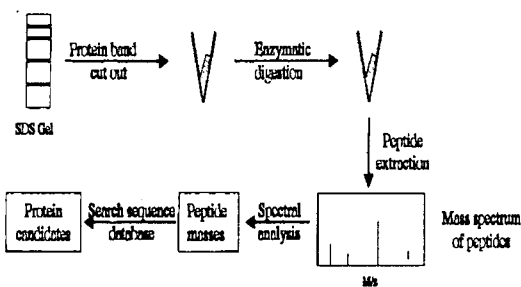 Protein band
cut out
Enzymatic
digestion
SDS Gel
Peptide
extraction
Protein
candidates
Search sequence
database
Peptide
masses
Spectral
analysis
Mass spectrum
of peptides